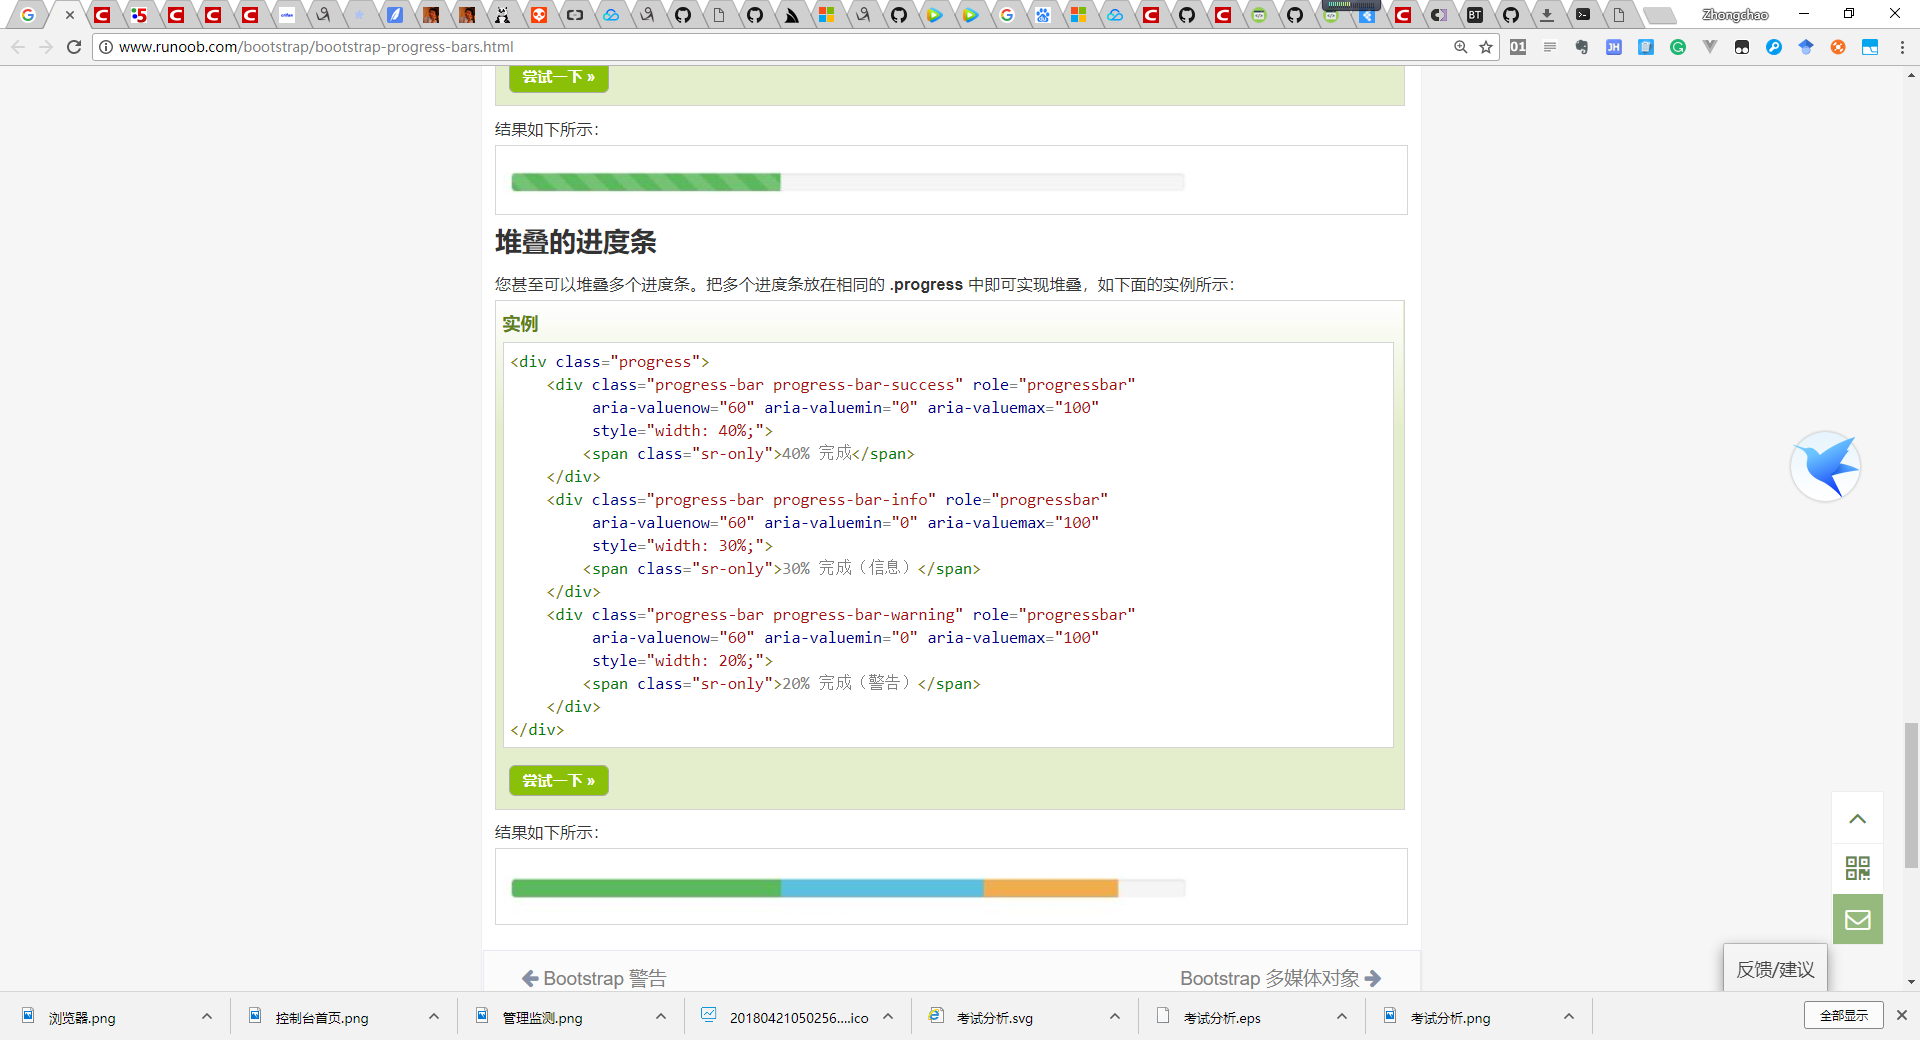 Zhongchao
www.runoob.com/bootstrap/bootstrap-progress-bars.html
01
JH
BT
尝试一下 »
结果如下所示：
堆叠的进度条
您甚至可以堆叠多个进度条。把多个进度条放在相同的 .progress 中即可实现堆叠，如下面的实例所示：
实例
<div class="progress">
    <div class="progress-bar progress-bar-success" role="progressbar"
         aria-valuenow="60" aria-valuemin="0" aria-valuemax="100"
         style="width: 40%;">
        <span class="sr-only">40% 完成</span>
    </div>
    <div class="progress-bar progress-bar-info" role="progressbar"
         aria-valuenow="60" aria-valuemin="0" aria-valuemax="100"
         style="width: 30%;">
        <span class="sr-only">30% 完成（信息）</span>
    </div>
    <div class="progress-bar progress-bar-warning" role="progressbar"
         aria-valuenow="60" aria-valuemin="0" aria-valuemax="100"
         style="width: 20%;">
        <span class="sr-only">20% 完成（警告）</span>
    </div>
</div>
尝试一下 »
结果如下所示：
Bootstrap 警告
Bootstrap 多媒体对象
反馈/建议
浏览器.png
控制台首页.png
管理监测.png
20180421050256....ico
考试分析.svg
考试分析.eps
考试分析.png
全部显示